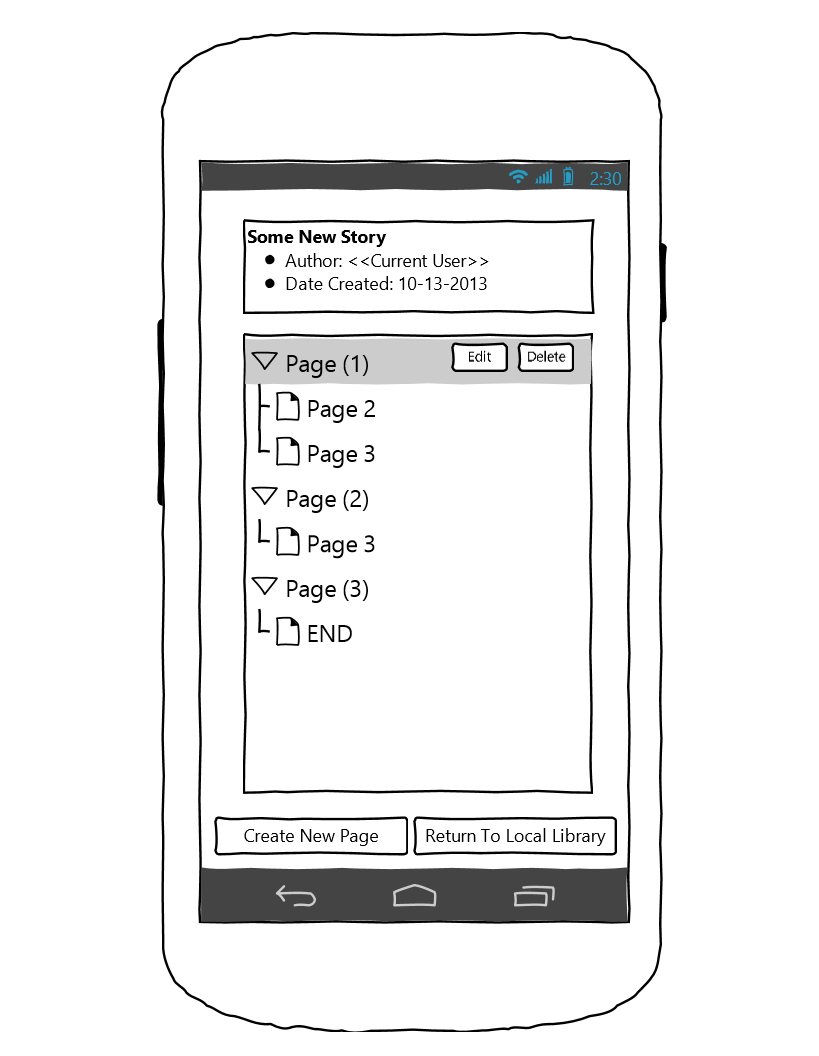 2:30
Some New Story
Author: <<Current User>>
Date Created: 10-13-2013
Page (1) Edit Delete
Page 2
Page 3
Page (2)
Page 3
Page (3)
END
Create New Page Return To Local Library